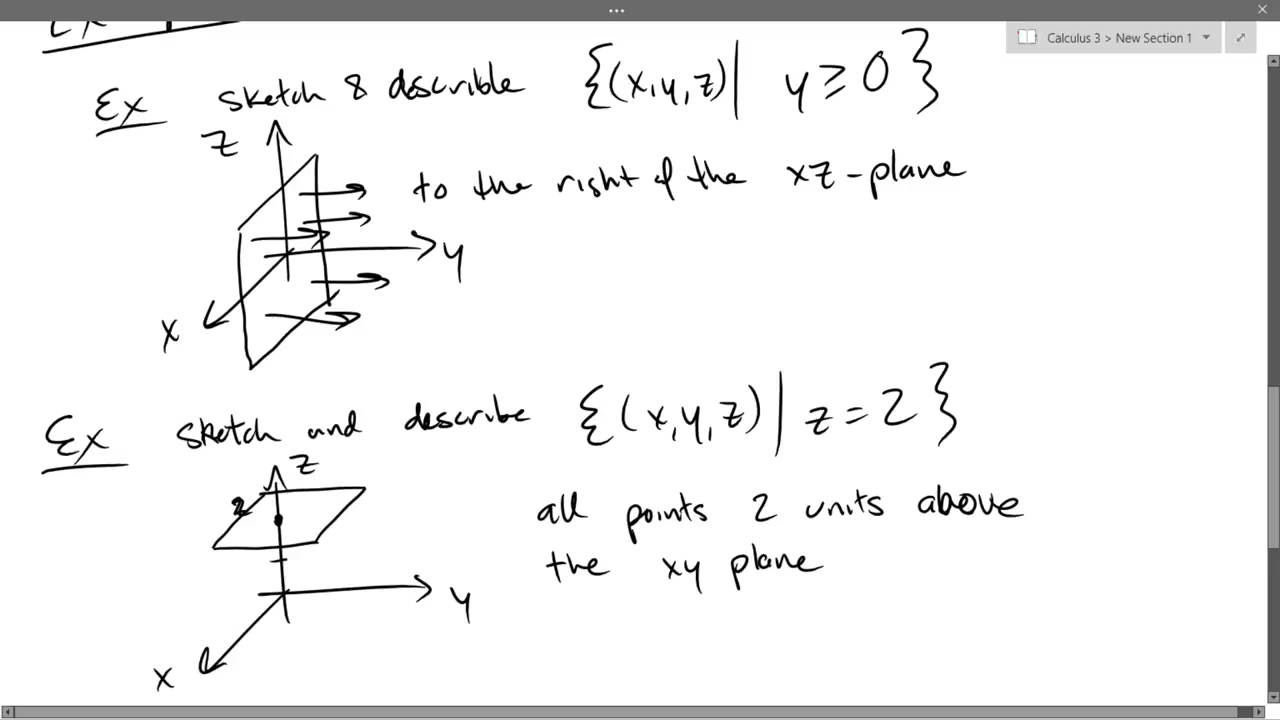 Calculus 3 > New Section 1
Ex sketch & describle {(x,y,z)| y ≥ 0}
z
to the right of the xz-plane
y
x
Ex sketch and describe {(x,y,z)| z = 2}
z
2
all points 2 units above
the xy plane
y
x